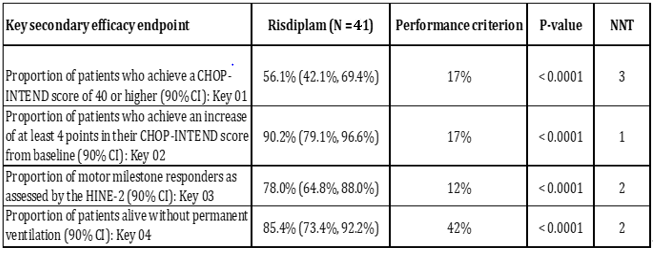 Key secondary efficacy endpoint Risdiplam (N =41) Performance criterion P-value NNT
Proportion of patients who achieve a CHOP-
INTEND score of 40 or higher (90%CI): Key 01 56.1% (42.1%, 69.4%) 17% <0.0001 3
Proportion of patients who achieve an increase
of at least 4 points in their CHOP-INTEND score 90.2% (79.1%, 96.6%) 17% <0.0001 1
from baseline (90% CI): Key 02
Proportion of motor milestone responders as
assessed by the HINE-2 (90% CI): Key 03 78.0% (64.8%, 88.0%) 12% <0.0001 2
Proportion of patients alive without permanent
ventilation (90% CI): Key 04 85.4% (73.4%, 92.2%) 42% <0.0001 2